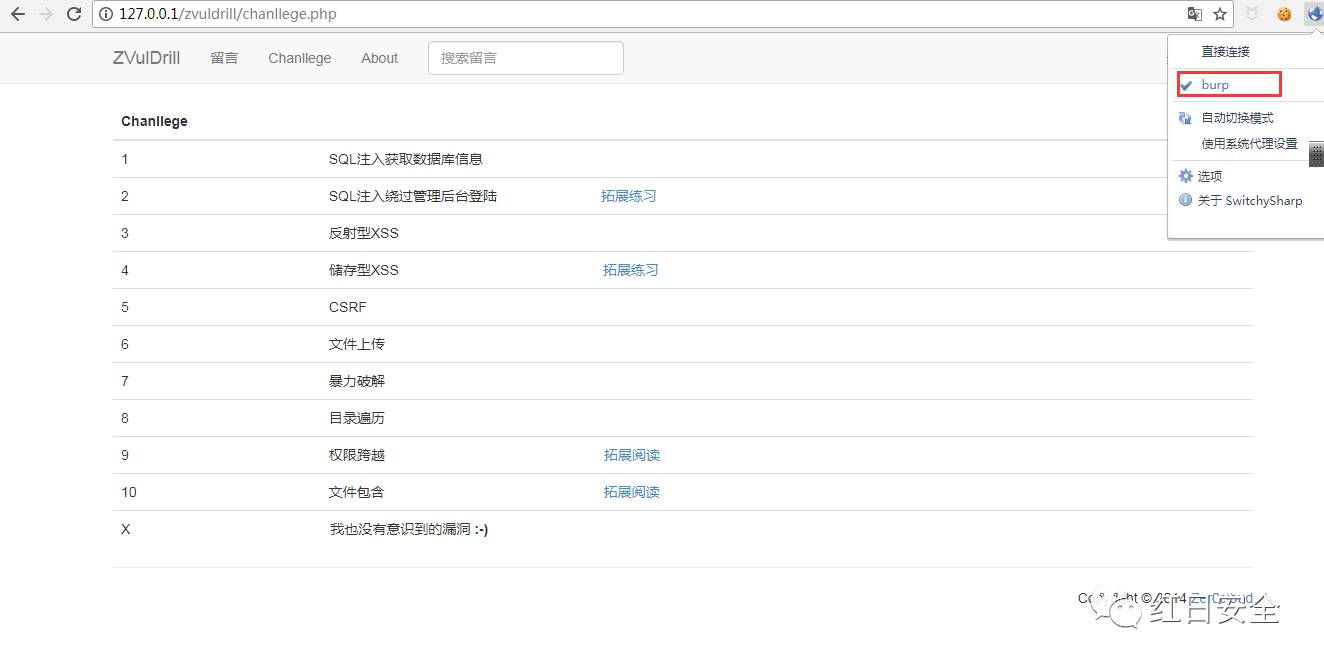 127.0.0.1/zvuldrill/chanllege.php
ZVulDrill 留言 Chanllege About 搜索留言
直接连接
burp
自动切换模式
使用系统代理设置
选项
关于 SwitchySharp
Chanllege
1 SQL注入获取数据库信息
2 SQL注入绕过管理后台登陆 拓展练习
3 反射型XSS
4 储存型XSS 拓展练习
5 CSRF
6 文件上传
7 暴力破解
8 目录遍历
9 权限跨越 拓展阅读
10 文件包含 拓展阅读
X 我也没有意识到的漏洞 :-)
红日安全